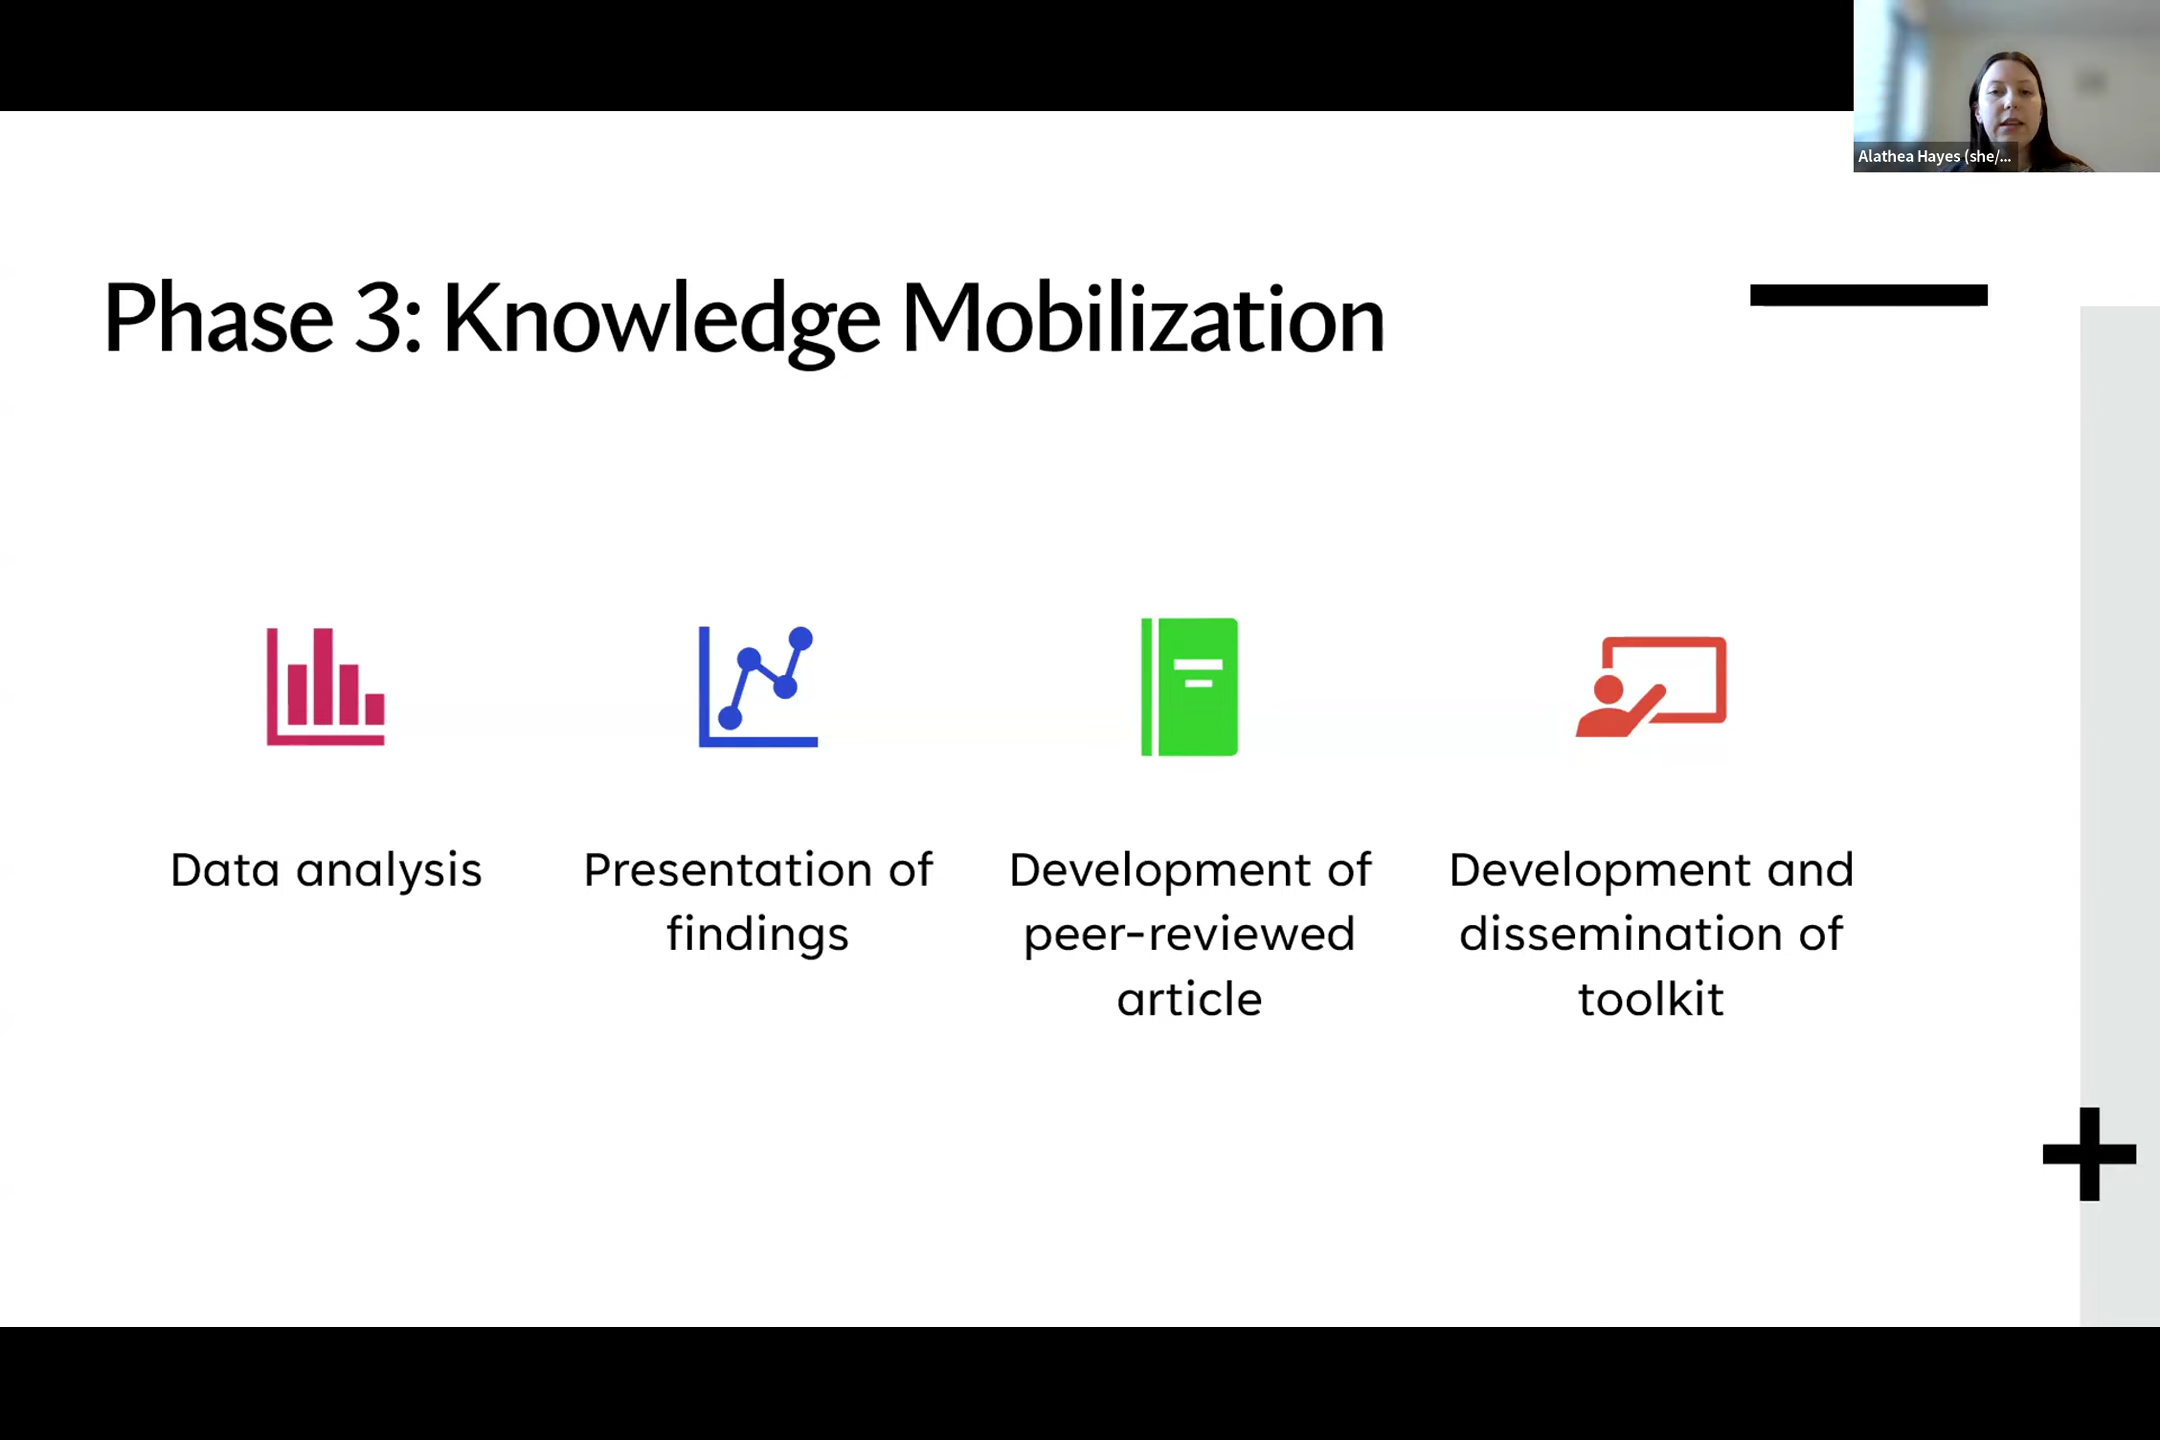 Alathea Hayes (she/...
Phase 3: Knowledge Mobilization
Data analysis
Presentation of
findings
Development of
peer-reviewed
article
Development and
dissemination of
toolkit